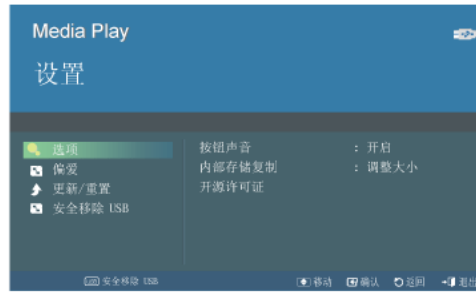 Media Play
设置
选项
偏爱
更新/重置
安全移除 USB
按钮声音 : 开启
内部存储复制 : 调整大小
开源许可证
安全移除 USB 移动 确认 返回 退出